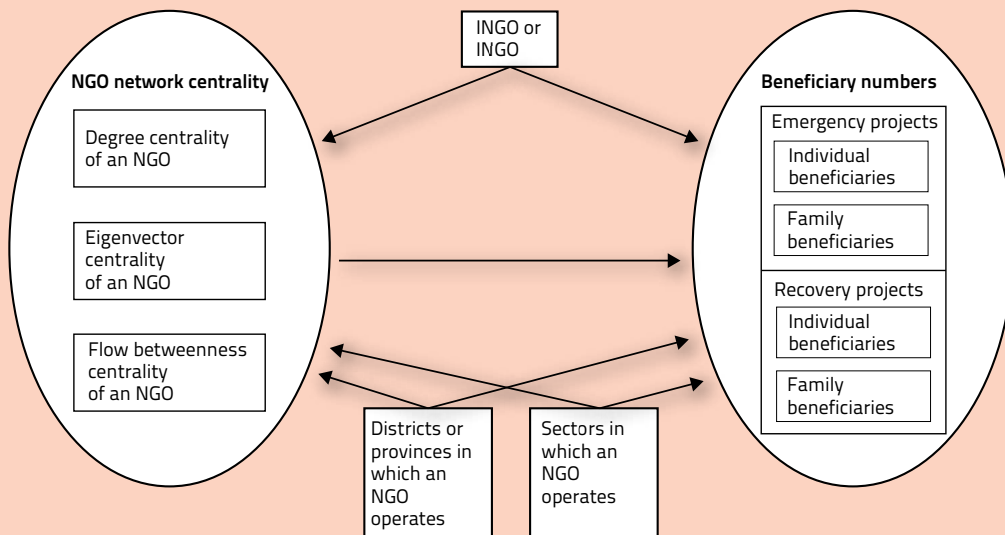 INGO or
INGO
NGO network centrality
Degree centrality
of an NGO
Eigenvector
centrality
of an NGO
Flow betweenness
centrality
of an NGO
Beneficiary numbers
Emergency projects
Individual
beneficiaries
Family
beneficiaries
Recovery projects
Individual
beneficiaries
Family
beneficiaries
Districts or
provinces in
which an
NGO
operates
Sectors in
which an
NGO
operates